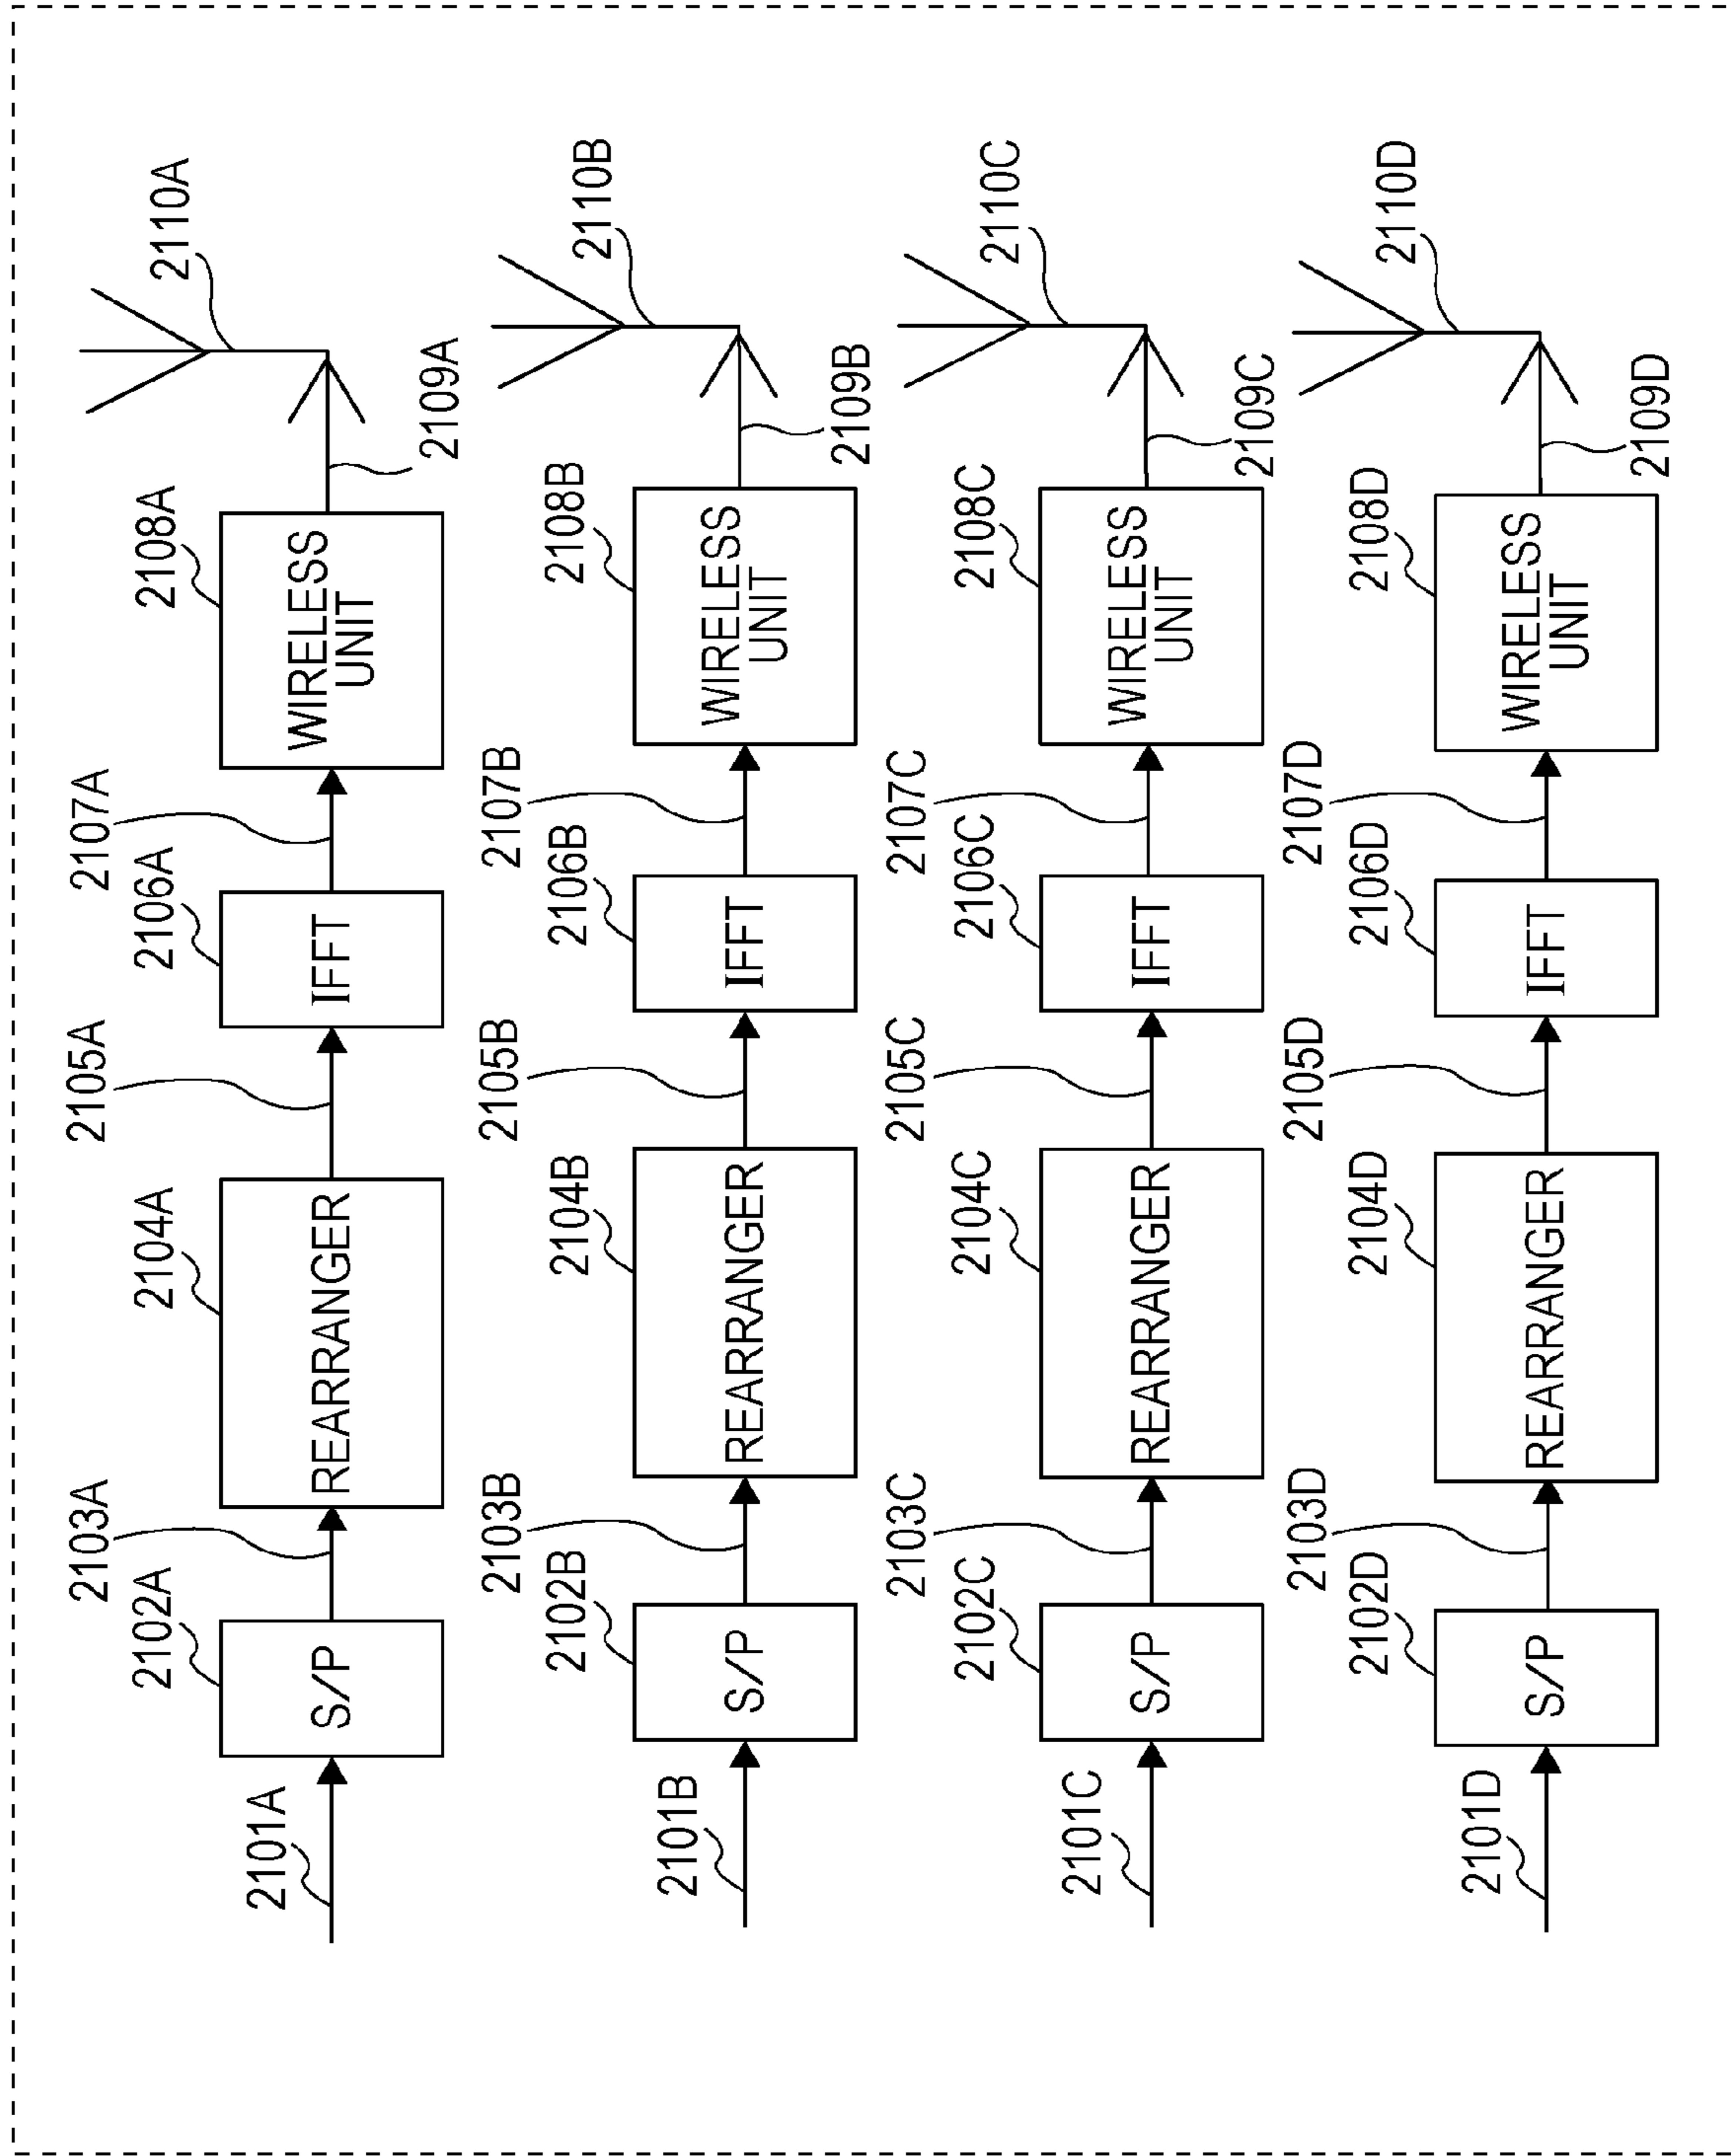 2101A
2102A
S/P
2103A
2104A
REARRANGER
2105A
2106A
IFFT
2107A
2108A
WIRELESS
UNIT
2109A
2110A
2101B
2102B
S/P
2103B
2104B
REARRANGER
2105B
2106B
IFFT
2107B
2108B
WIRELESS
UNIT
2109B
2110B
2101C
2102C
S/P
2103C
2104C
REARRANGER
2105C
2106C
IFFT
2107C
2108C
WIRELESS
UNIT
2109C
2110C
2101D
2102D
S/P
2103D
2104D
REARRANGER
2105D
2106D
IFFT
2107D
2108D
WIRELESS
UNIT
2109D
2110D